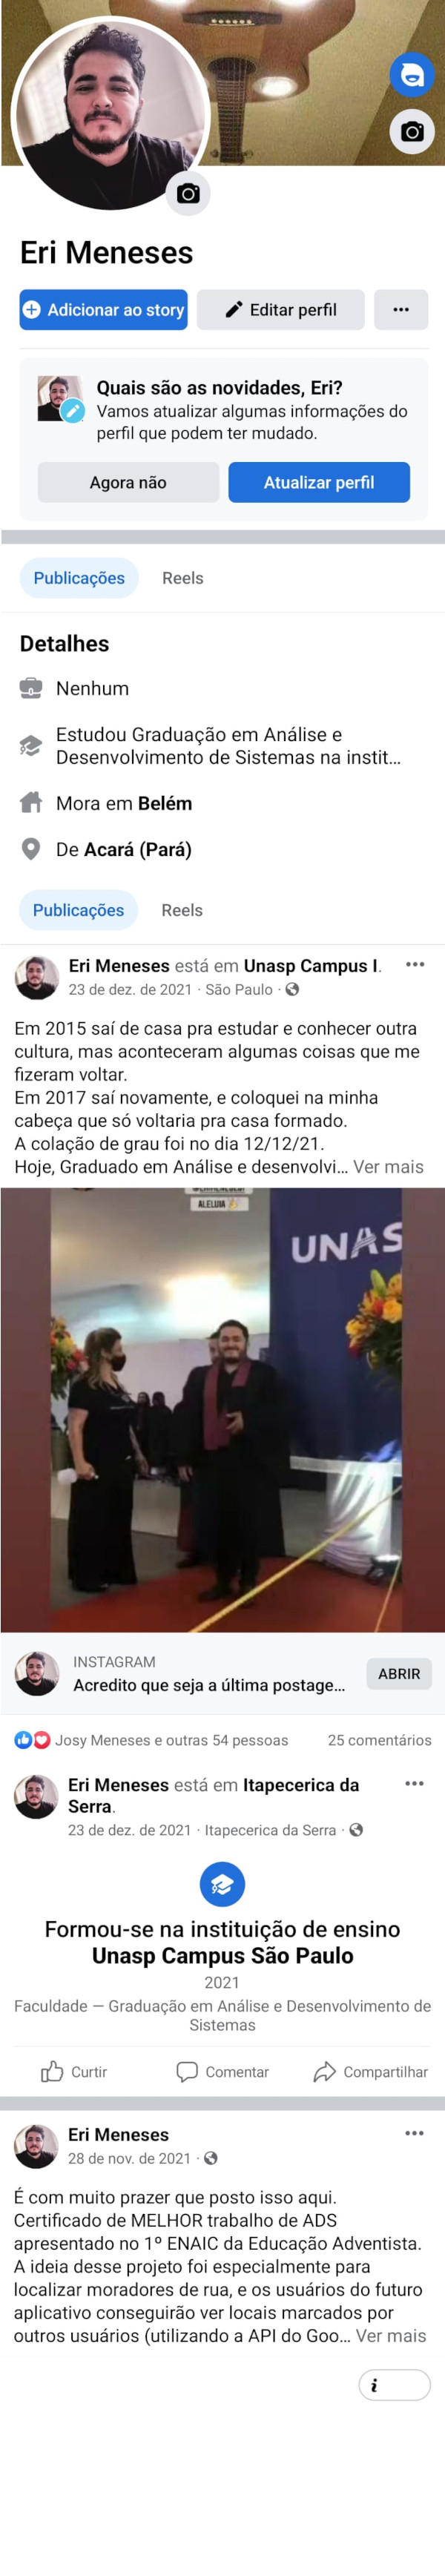 Eri Meneses
Adicionar ao story
Editar perfil
Quais são as novidades, Eri?
Vamos atualizar algumas informações do
perfil que podem ter mudado.
Agora não
Atualizar perfil
Publicações
Reels
Detalhes
Nenhum
Estudou Graduação em Análise e
Desenvolvimento de Sistemas na instit...
Mora em Belém
De Acará (Pará)
Publicações
Reels
Eri Meneses está em Unasp Campus I.
23 de dez. de 2021 · São Paulo ·
Em 2015 saí de casa pra estudar e conhecer outra
cultura, mas aconteceram algumas coisas que me
fizeram voltar.
Em 2017 saí novamente, e coloquei na minha
cabeça que só voltaria pra casa formado.
A colação de grau foi no dia 12/12/21.
Hoje, Graduado em Análise e desenvolvi... Ver mais
ALELUIA
UNAS
INSTAGRAM
Acredito que seja a última postage...
ABRIR
Josy Meneses e outras 54 pessoas
25 comentários
Eri Meneses está em Itapecerica da
Serra.
23 de dez. de 2021 · Itapecerica da Serra ·
Formou-se na instituição de ensino
Unasp Campus São Paulo
2021
Faculdade — Graduação em Análise e Desenvolvimento de
Sistemas
Curtir
Comentar
Compartilhar
Eri Meneses
28 de nov. de 2021 ·
É com muito prazer que posto isso aqui.
Certificado de MELHOR trabalho de ADS
apresentado no 1º ENAIC da Educação Adventista.
A ideia desse projeto foi especialmente para
localizar moradores de rua, e os usuários do futuro
aplicativo conseguirão ver locais marcados por
outros usuários (utilizando a API do Goo... Ver mais
i